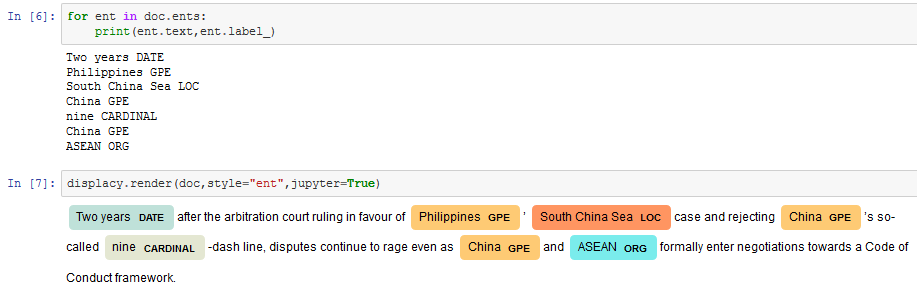 In [6]: for ent in doc.ents:
print(ent.text,ent.label_)
Two years DATE
Philippines GPE
South China Sea LOC
China GPE
nine CARDINAL
China GPE
ASEAN ORG
In [7]: displacy.render(doc,style="ent",jupyter=True)
Two years DATE after the arbitration court ruling in favour of Philippines GPE ’ South China Sea LOC case and rejecting China GPE ’s so-
called nine CARDINAL -dash line, disputes continue to rage even as China GPE and ASEAN ORG formally enter negotiations towards a Code of
Conduct framework.